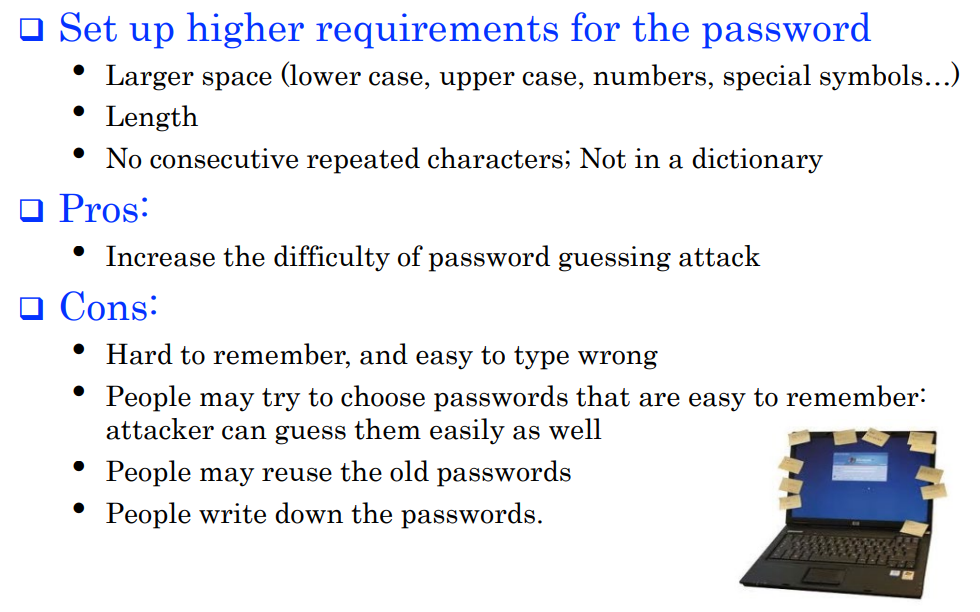 Set up higher requirements for the password
• Larger space (lower case, upper case, numbers, special symbols…)
• Length
• No consecutive repeated characters; Not in a dictionary
Pros:
• Increase the difficulty of password guessing attack
Cons:
• Hard to remember, and easy to type wrong
• People may try to choose passwords that are easy to remember:
attacker can guess them easily as well
• People may reuse the old passwords
• People write down the passwords.